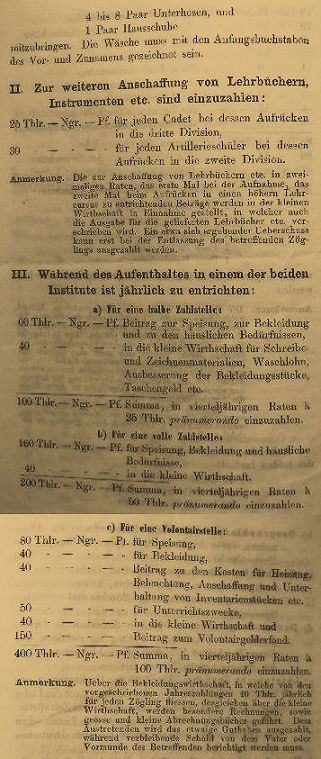 4 bis 8 Paar Unterhosen, und
1 Paar Hausschuhe
mitzubringen. Die Wäsche muss mit den Anfangsbuchstaben
des Vor- und Zunamens gezeichnet sein.
II. Zur weiteren Anschaffung von Lehrbüchern,
Instrumenten etc. sind einzuzahlen:
25 Thlr. — Ngr. — Pf. für jeden Cadet bei dessen Aufrücken
in die dritte Division,
30 - — - — - für jeden Artillerieschüler bei dessen
Aufrücken in die zweite Division.
Anmerkung. Die zur Anschaffung von Lehrbücher etc. in zwei-
maligen Raten, das erste Mal bei der Aufnahme, das
zweite Mal beim Aufrücken in einen höhern Lehr-
cursus zu entrichtenden Beträge werden in der kleinen
Wirthschaft in Einnahme gestellt, in welcher auch
die Ausgabe für die gelieferten Lehrbücher etc. ver-
schrieben wird. Ein etwa sich ergebender Ueberschuss
kann erst bei der Entlassung des betreffenden Zög-
lings ausgezahlt werden.
III. Während des Aufenthaltes in einem der beiden
Institute ist jährlich zu entrichten:
a) Für eine halbe Zahlstelle:
60 Thlr. — Ngr. — Pf. Beitrag zur Speisung, zur Bekleidung
und zu den häuslichen Bedürfnissen,
40 - — - — - in die kleine Wirthschaft für Schreibe
und Zeichnenmaterialien, Waschlohn,
Ausbesserung der Bekleidungsstücke,
Taschengeld etc.
100 Thlr. — Ngr. — Pf. Summa, in vierteljährigen Raten à
25 Thlr. pränumerando einzuzahlen.
b) Für eine volle Zahlstelle:
160 Thlr. — Ngr. — Pf. für Speisung, Bekleidung und häusliche
Bedürfnisse,
40 - — - — - in die kleine Wirthschaft.
200 Thlr. — Ngr. — Pf. Summa, in vierteljährigen Raten à
50 Thlr. pränumerando einzuzahlen.
c) Für eine Volontairstelle:
80 Thlr. — Ngr. — Pf. für Speisung,
40 - — - — - für Bekleidung,
40 - — - — - Beitrag zu den Kosten für Heizung,
Beleuchtung, Anschaffung und Unter-
haltung von Inventarienstücken etc.
50 - — - — - für Unterrichtszwecke,
40 - — - — - in die kleine Wirthschaft und
150 - — - — - Beitrag zum Volontairgelderfond.
400 Thlr. — Ngr. — Pf. Summa, in vierteljährigen Raten à
100 Thlr. pränumerando einzuzahlen.
Anmerkung. Ueber die Bekleidungswirthschaft, in welche von den
vorgeschriebenen Jahreszahlungen 40 Thlr. jährlich
für jeden Zögling fliessen, desgleichen über die kleine
Wirthschaft, werden besondere Rechnungen, sowie
grosse und kleine Abrechnungsbücher geführt. Dem
Austretenden wird das etwaige Guthaben ausgezahlt,
während verbleibende Schuld von dem Vater oder
Vormunde des Betreffenden berichtigt werden muss.